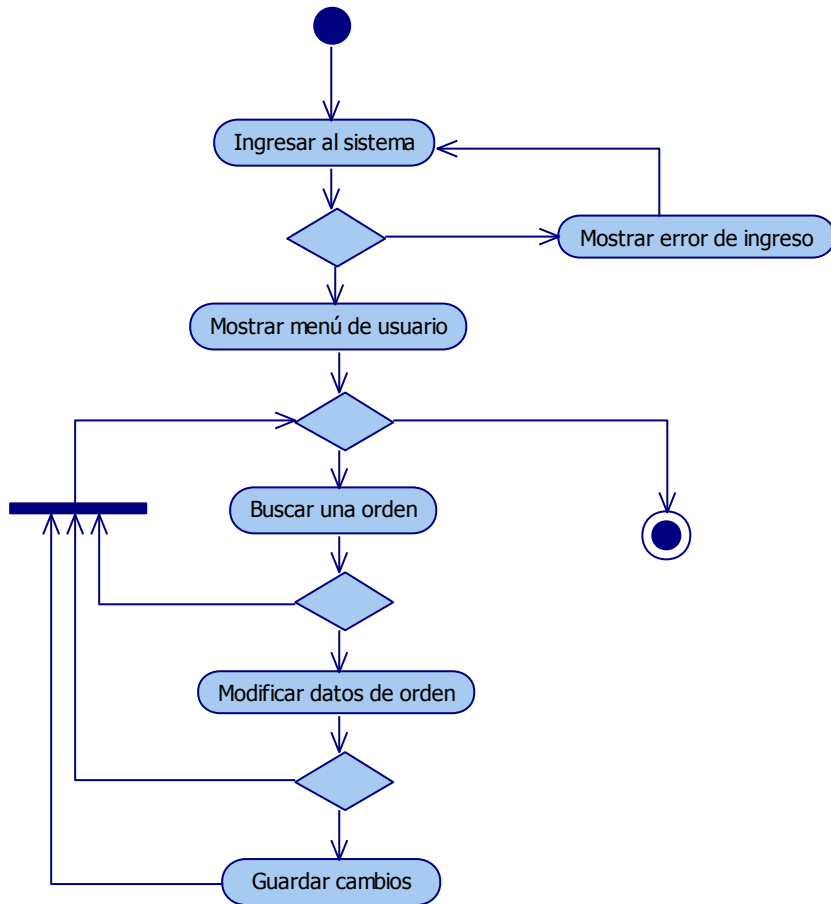 Ingresar al sistema
Mostrar error de ingreso
Mostrar menú de usuario
Buscar una orden
Modificar datos de orden
Guardar cambios